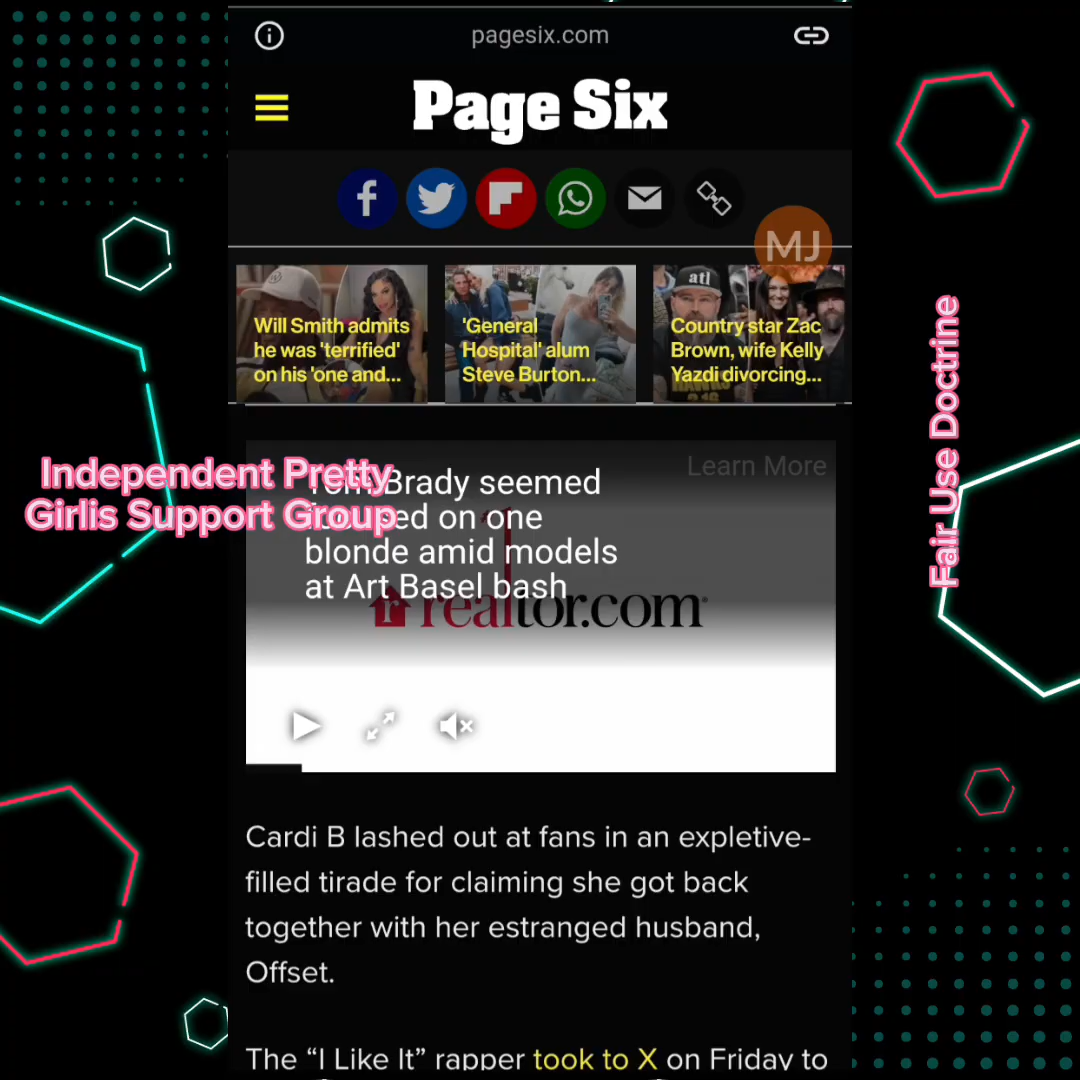 pagesix.com
Page Six
MJ
Will Smith admits
he was 'terrified'
on his 'one and...
'General
Hospital' alum
Steve Burton...
atl
Country star Zac
Brown, wife Kelly
Yazdi divorcing...
Independent Pretty
Girlis Support Group
Learn More
Brady seemed
on one
blonde amid models
at Art Basel bash
realtor.com
Fair Use Doctrine
Cardi B lashed out at fans in an expletive-
filled tirade for claiming she got back
together with her estranged husband,
Offset.
The “I Like It” rapper took to X on Friday to